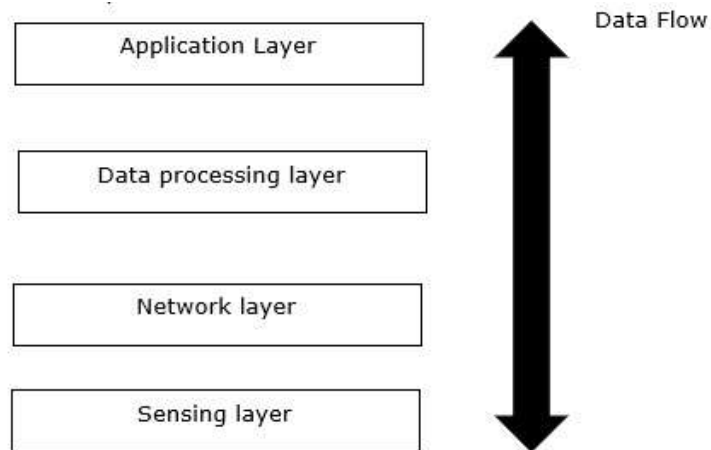 Data Flow
Application Layer
Data processing layer
Network layer
Sensing layer